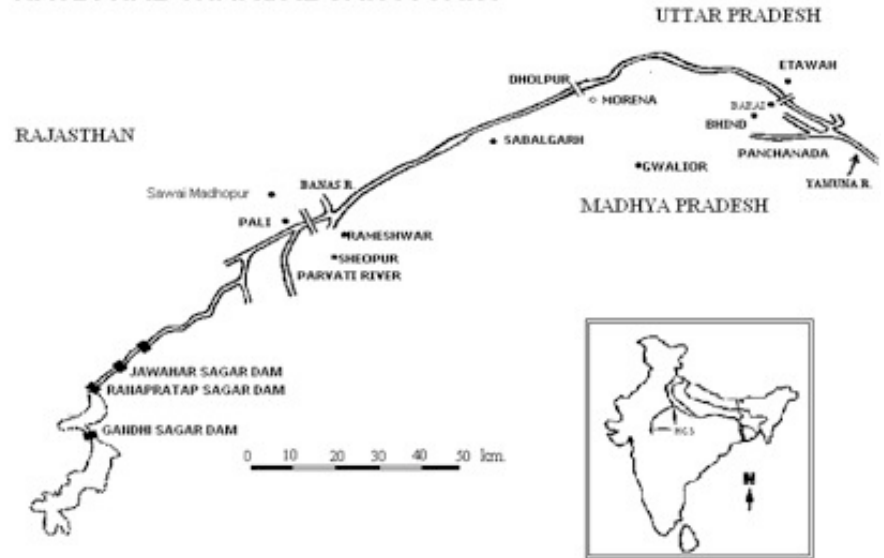 UTTAR PRADESH
ETAWAH
DHOLPUR
MORENA
BARAI
BHIND
RAJASTHAN
SABALGARH
PANCHANADA
GWALIOR
YAMUNA R.
Sawai Madhopur
BANAS R.
MADHYA PRADESH
PALI
RAMESHWAR
SHEOPUR
PARVATI RIVER
JAWAHAR SAGAR DAM
RANAPRATAP SAGAR DAM
GANDHI SAGAR DAM
0 10 20 30 40 50 km.
N